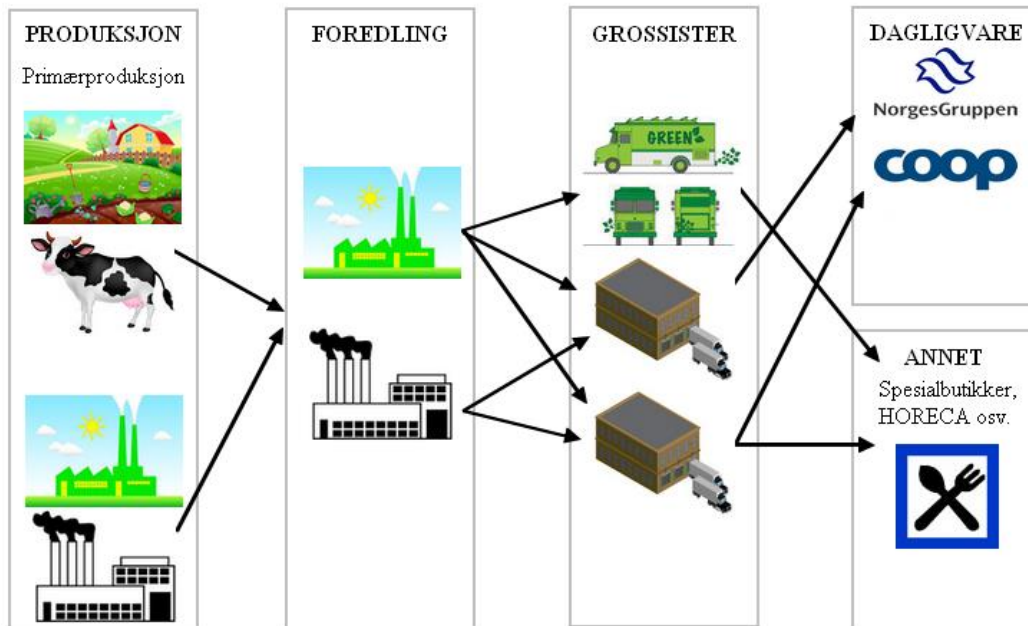 PRODUKSJON
Primærproduksjon
FOREDLING
GROSSISTER
GREEN
DAGLIGVARE
NorgesGruppen
coop
ANNET
Spesialbutikker,
HORECA osv.